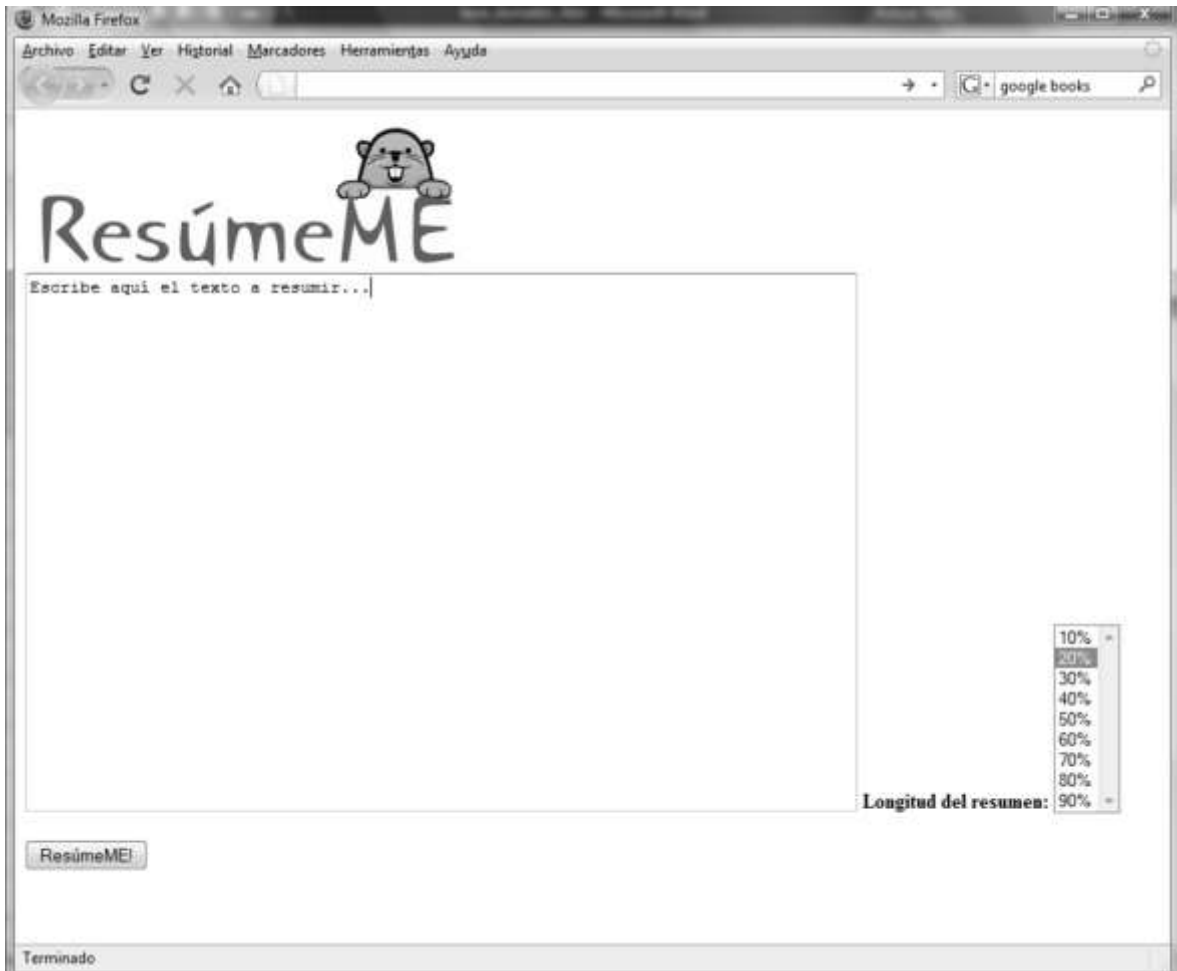 Mozilla Firefox
Archivo Editar Ver Historial Marcadores Herramientas Ayuda
google books
ResúmeME
Escribe aquí el texto a resumir...
10%
20%
30%
40%
50%
60%
70%
80%
Longitud del resumen: 90%
ResúmeME!
Terminado